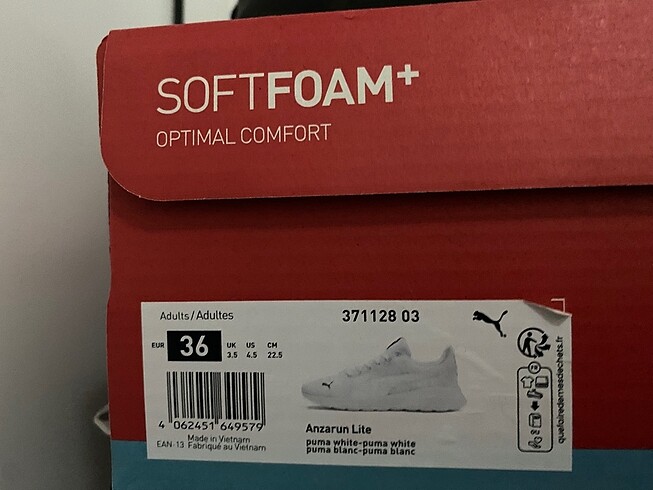 SOFTFOAM+
OPTIMAL COMFORT
Adults/Adultes
371128 03
EUR 36 UK 3.5 US 4.5 CM 22.5
4 062451 649579
Made in Vietnam
EAN-13 Fabriqué au Vietnam
Anzarun Lite
puma white-puma white
puma blanc-puma blanc
quefairedemesdechets.fr